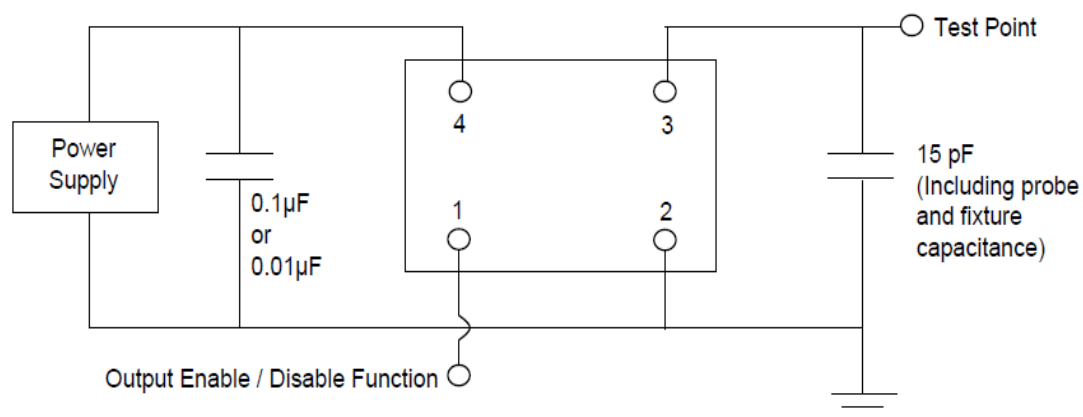 Test Point
4
3
Power
Supply
15 pF
(Including probe
and fixture
capacitance)
0.1µF
or
0.01µF
1
2
Output Enable / Disable Function